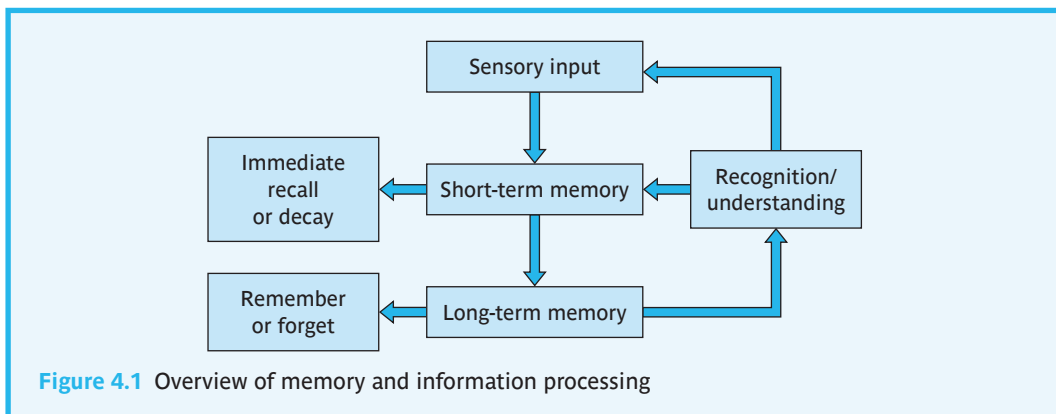 Sensory input
Immediate
recall
or decay
Short-term memory
Recognition/
understanding
Remember
or forget
Long-term memory
Figure 4.1 Overview of memory and information processing